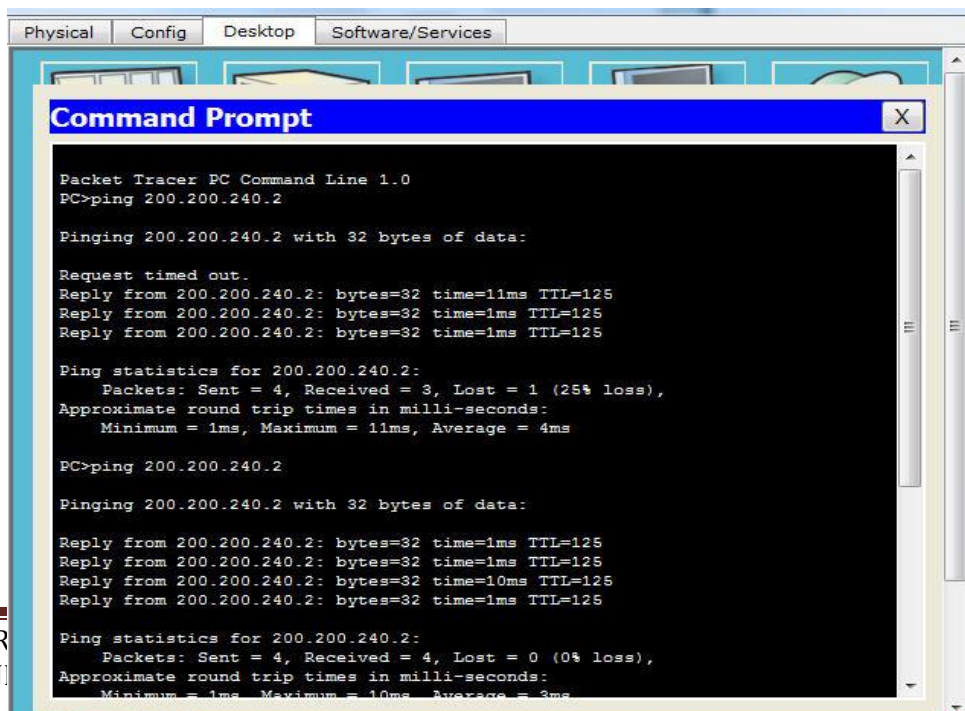 Physical Config Desktop Software/Services
Command Prompt X
Packet Tracer PC Command Line 1.0
PC>ping 200.200.240.2
Pinging 200.200.240.2 with 32 bytes of data:
Request timed out.
Reply from 200.200.240.2: bytes=32 time=11ms TTL=125
Reply from 200.200.240.2: bytes=32 time=1ms TTL=125
Reply from 200.200.240.2: bytes=32 time=1ms TTL=125
Ping statistics for 200.200.240.2:
Packets: Sent = 4, Received = 3, Lost = 1 (25% loss),
Approximate round trip times in milli-seconds:
Minimum = 1ms, Maximum = 11ms, Average = 4ms
PC>ping 200.200.240.2
Pinging 200.200.240.2 with 32 bytes of data:
Reply from 200.200.240.2: bytes=32 time=1ms TTL=125
Reply from 200.200.240.2: bytes=32 time=1ms TTL=125
Reply from 200.200.240.2: bytes=32 time=10ms TTL=125
Reply from 200.200.240.2: bytes=32 time=1ms TTL=125
Ping statistics for 200.200.240.2:
Packets: Sent = 4, Received = 4, Lost = 0 (0% loss),
Approximate round trip times in milli-seconds:
Minimum = 1ms, Maximum = 10ms, Average = 3ms